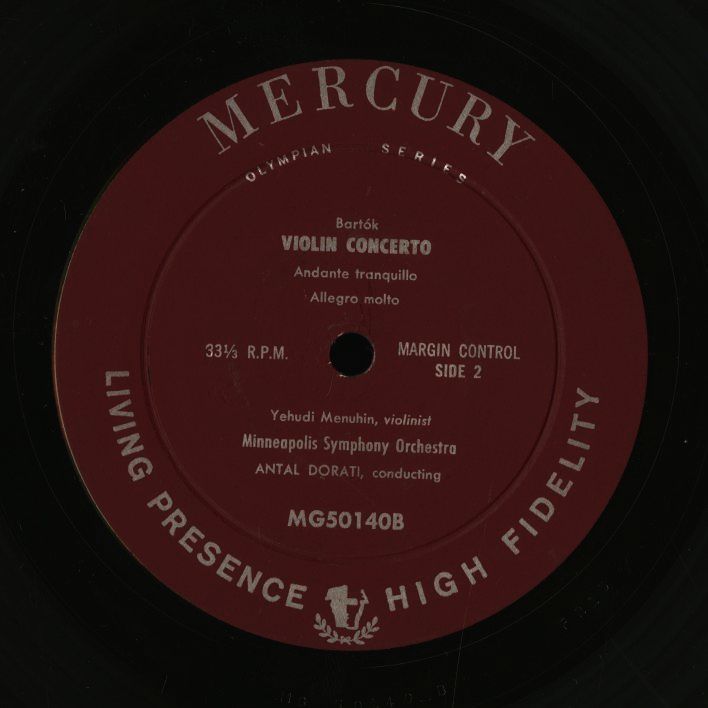 MERCURY
OLYMPIAN SERIES
Bartók
VIOLIN CONCERTO
Andante tranquillo
Allegro molto
33⅓ R.P.M.
MARGIN CONTROL
SIDE 2
Yehudi Menuhin, violinist
Minneapolis Symphony Orchestra
ANTAL DORATI, conducting
MG50140B
LIVING PRESENCE HIGH FIDELITY